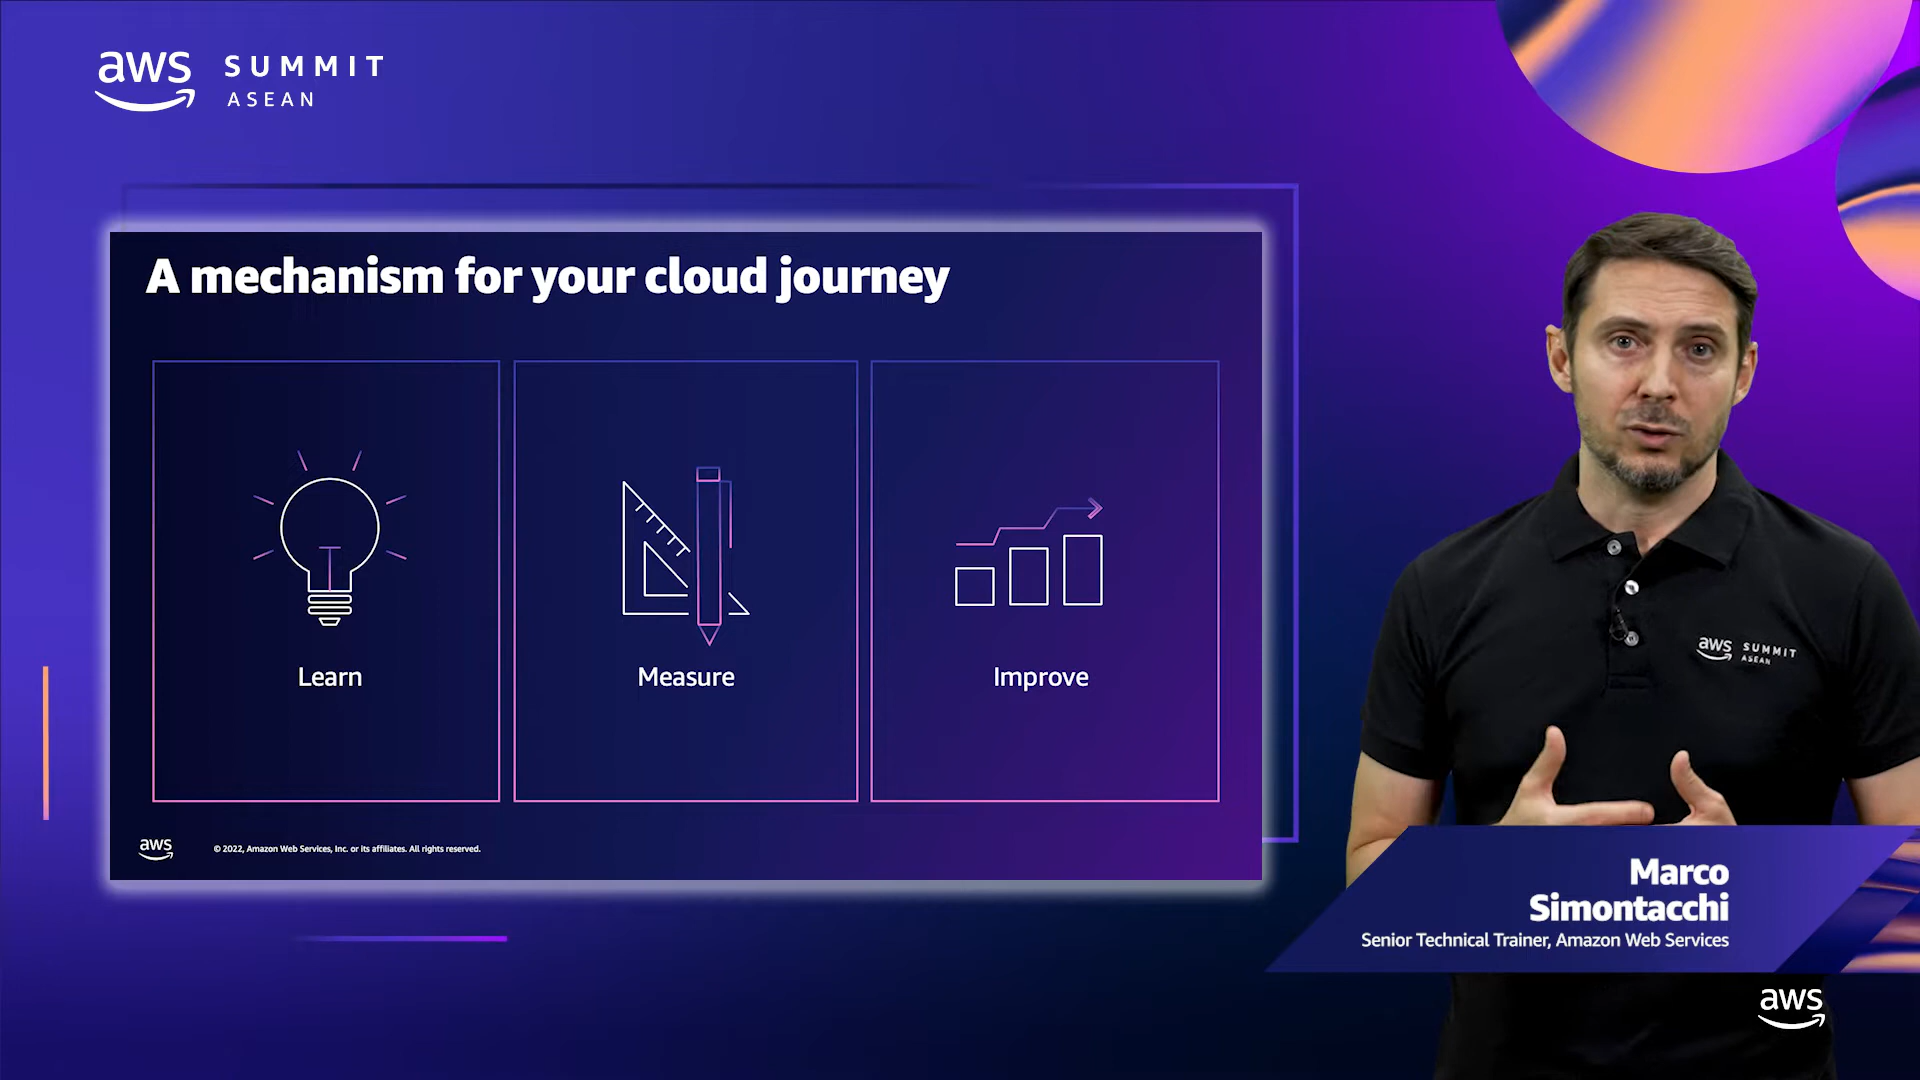 aws SUMMIT
ASEAN
A mechanism for your cloud journey
Learn
Measure
Improve
aws
© 2022, Amazon Web Services, Inc. or its affiliates. All rights reserved.
aws SUMMIT
ASEAN
Marco
Simontacchi
Senior Technical Trainer, Amazon Web Services
aws